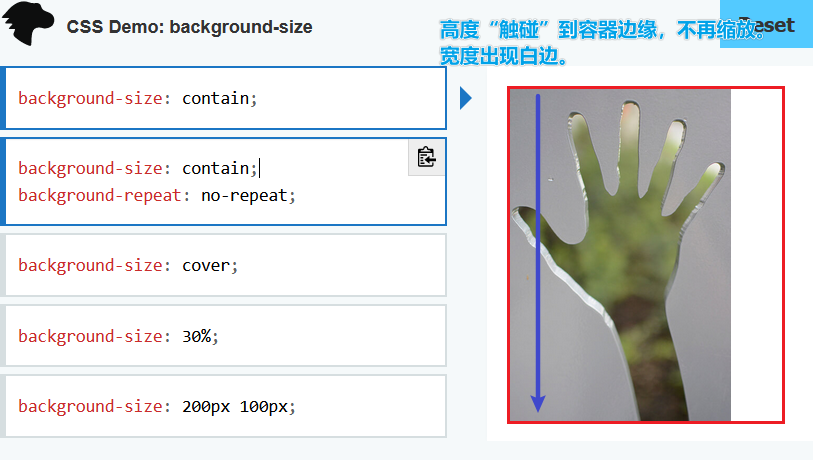 CSS Demo: background-size
高度“触碰”到容器边缘，不再缩放。
宽度出现白边。
Reset
background-size: contain;
background-size: contain;
background-repeat: no-repeat;
background-size: cover;
background-size: 30%;
background-size: 200px 100px;